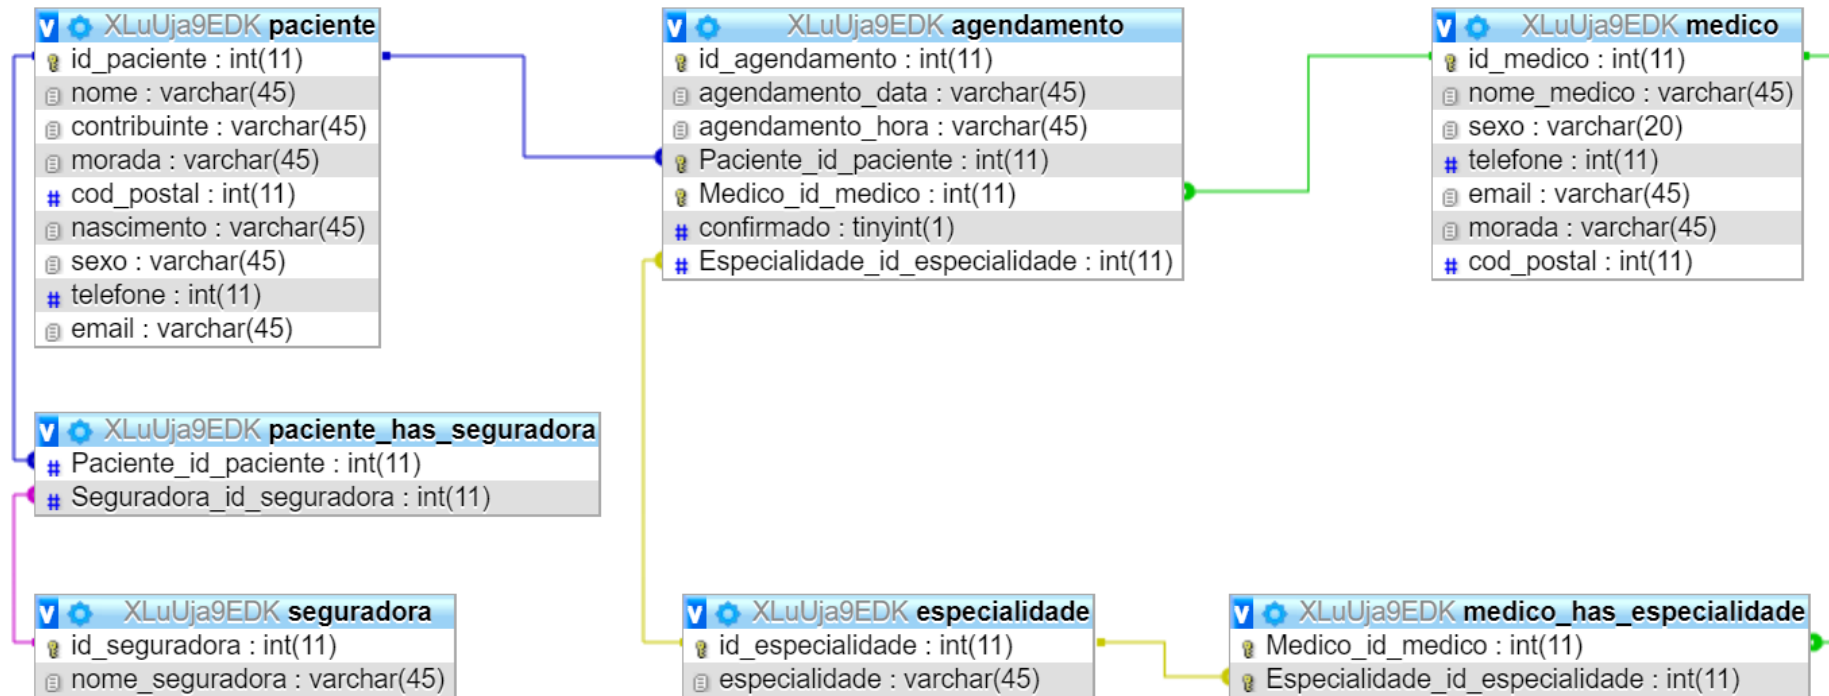 XLuUja9EDK paciente
id_paciente : int(11)
nome : varchar(45)
contribuinte : varchar(45)
morada : varchar(45)
cod_postal : int(11)
nascimento : varchar(45)
sexo : varchar(45)
telefone : int(11)
email : varchar(45)
XLuUja9EDK agendamento
id_agendamento : int(11)
agendamento_data : varchar(45)
agendamento_hora : varchar(45)
Paciente_id_paciente : int(11)
Medico_id_medico : int(11)
confirmado : tinyint(1)
Especialidade_id_especialidade : int(11)
XLuUja9EDK medico
id_medico : int(11)
nome_medico : varchar(45)
sexo : varchar(20)
telefone : int(11)
email : varchar(45)
morada : varchar(45)
cod_postal : int(11)
XLuUja9EDK paciente_has_seguradora
Paciente_id_paciente : int(11)
Seguradora_id_seguradora : int(11)
XLuUja9EDK seguradora
id_seguradora : int(11)
nome_seguradora : varchar(45)
XLuUja9EDK especialidade
id_especialidade : int(11)
especialidade : varchar(45)
XLuUja9EDK medico_has_especialidade
Medico_id_medico : int(11)
Especialidade_id_especialidade : int(11)